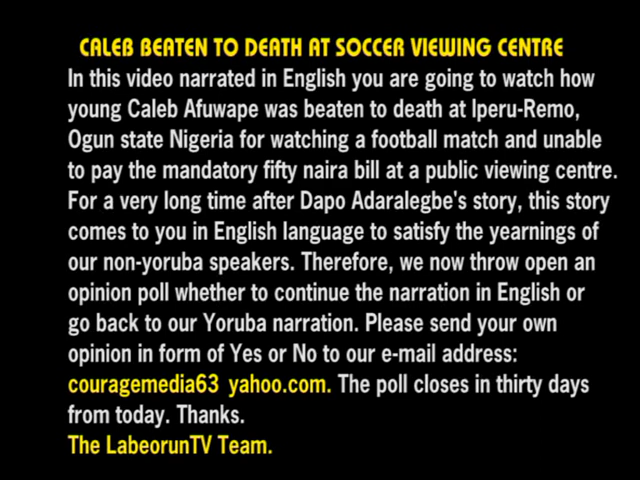 CALEB BEATEN TO DEATH AT SOCCER VIEWING CENTRE
In this video narrated in English you are going to watch how
young Caleb Afuwape was beaten to death at Iperu-Remo,
Ogun state Nigeria for watching a football match and unable
to pay the mandatory fifty naira bill at a public viewing centre.
For a very long time after Dapo Adaralegbe's story, this story
comes to you in English language to satisfy the yearnings of
our non-yoruba speakers. Therefore, we now throw open an
opinion poll whether to continue the narration in English or
go back to our Yoruba narration. Please send your own
opinion in form of Yes or No to our e-mail address:
couragemedia63 yahoo.com. The poll closes in thirty days
from today. Thanks.
The LabeorunTV Team.